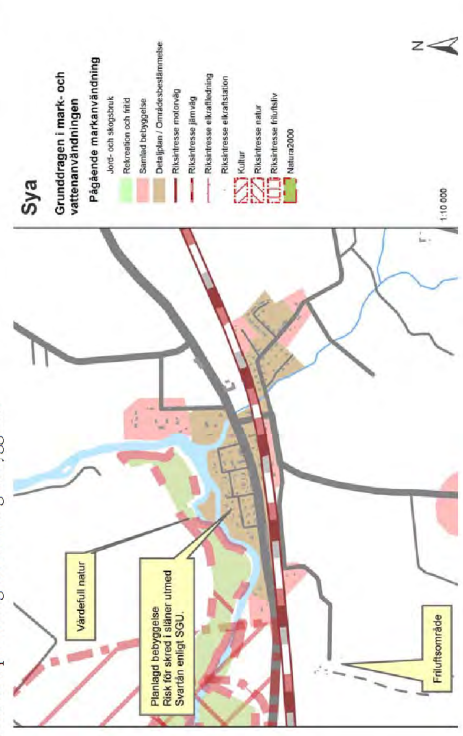 Sya
Grunddragen i mark- och
vattenanvändningen
Pågående markanvändning
Jord- och skogsbruk
Rekreation och fritid
Samlad bebyggelse
Detaljplan / Områdesbestämmelse
Riksintresse motorväg
Riksintresse järnväg
Riksintresse elkraftledning
Riksintresse elkraftstation
Kultur
Riksintresse natur
Riksintresse friluftsliv
Natura2000
N
1:10 000
Värdefull natur
Planlagd bebyggelse
Risk för skred i släner utmed
Svartån enligt SGU.
Friluftsområde